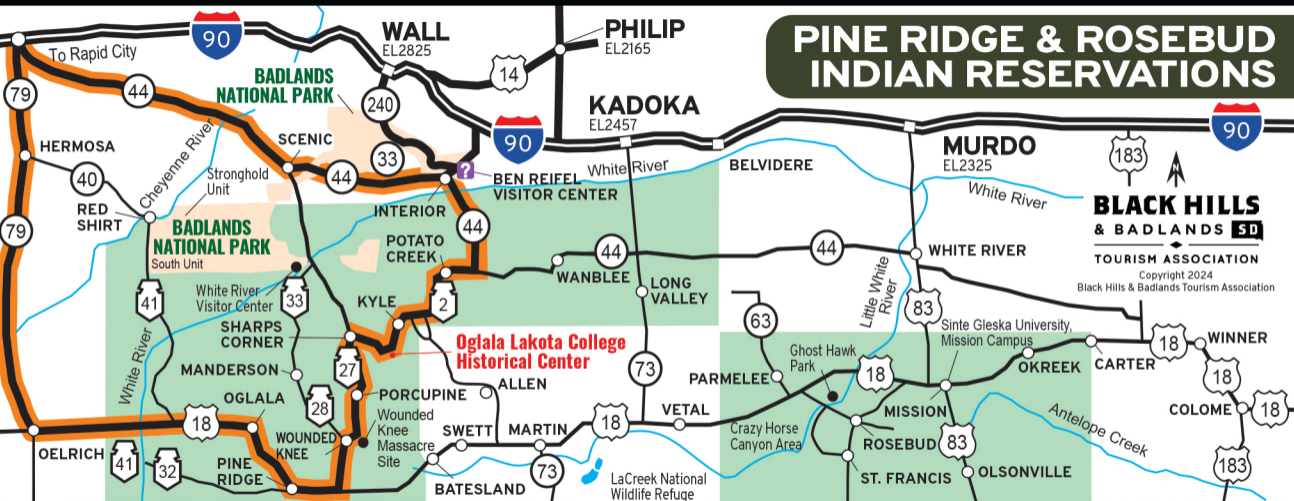 PINE RIDGE & ROSEBUD
INDIAN RESERVATIONS
90
To Rapid City
WALL
EL2825
PHILIP
EL2165
14
79
44
BADLANDS
NATIONAL PARK
240
KADOKA
EL2457
90
90
HERMOSA
SCENIC
33
Cheyenne River
Stronghold
Unit
40
44
?
BEN REIFEL
VISITOR CENTER
White River
BELVIDERE
MURDO
EL2325
183
White River
RED
SHIRT
INTERIOR
BLACK HILLS
& BADLANDS SD
TOURISM ASSOCIATION
Copyright 2024
Black Hills & Badlands Tourism Association
79
BADLANDS
NATIONAL PARK
South Unit
44
POTATO
CREEK
44
WANBLEE
44
WHITE RIVER
41
White River
Visitor Center
33
KYLE
2
LONG
VALLEY
Little White
River
83
63
SHARPS
CORNER
Oglala Lakota College
Historical Center
Sinte Gleska University,
Mission Campus
White River
27
MANDERSON
Ghost Hawk
Park
18
WINNER
CARTER
OKREEK
18
18
OGLALA
28
PORCUPINE
ALLEN
73
PARMELEE
MISSION
COLOME
18
18
WOUNDED
KNEE
Wounded
Knee
Massacre
Site
SWETT
MARTIN
18
VETAL
Crazy Horse
Canyon Area
ROSEBUD
83
Antelope Creek
OELRICH
41
32
PINE
RIDGE
BATESLAND
73
LaCreek National
Wildlife Refuge
ST. FRANCIS
OLSONVILLE
183